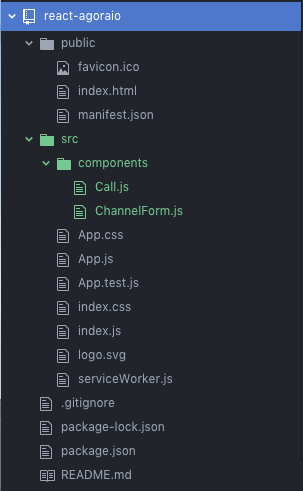 react-agoraio
public
favicon.ico
index.html
manifest.json
src
components
Call.js
ChannelForm.js
App.css
App.js
App.test.js
index.css
index.js
logo.svg
serviceWorker.js
.gitignore
package-lock.json
package.json
README.md